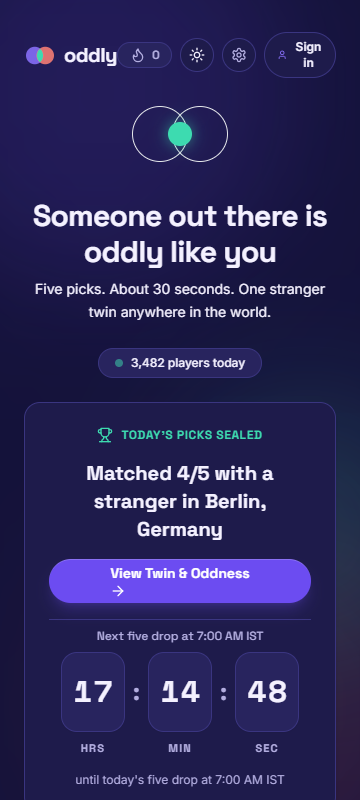 oddly
0
Sign
in
Someone out there is
oddly like you
Five picks. About 30 seconds. One stranger
twin anywhere in the world.
3,482 players today
TODAY'S PICKS SEALED
Matched 4/5 with a
stranger in Berlin,
Germany
View Twin & Oddness
→
Next five drop at 7:00 AM IST
17 : 14 : 48
HRS MIN SEC
until today's five drop at 7:00 AM IST